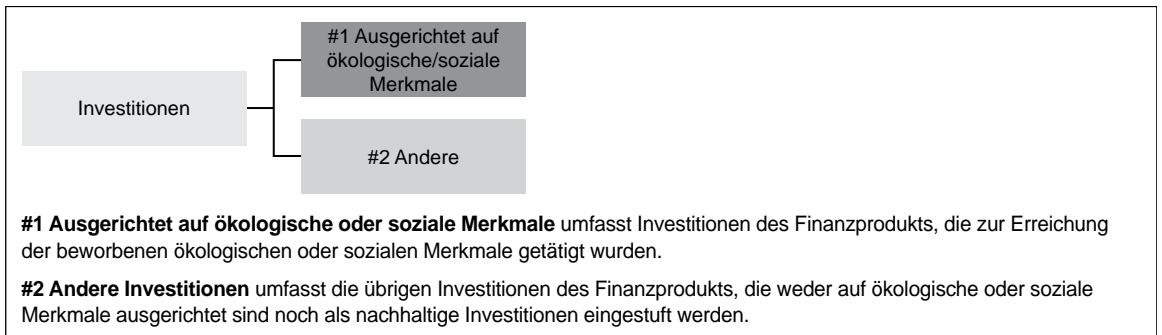 #1 Ausgerichtet auf
ökologische/soziale
Merkmale
Investitionen
#2 Andere
#1 Ausgerichtet auf ökologische oder soziale Merkmale umfasst Investitionen des Finanzprodukts, die zur Erreichung
der beworbenen ökologischen oder sozialen Merkmale getätigt wurden.
#2 Andere Investitionen umfasst die übrigen Investitionen des Finanzprodukts, die weder auf ökologische oder soziale
Merkmale ausgerichtet sind noch als nachhaltige Investitionen eingestuft werden.